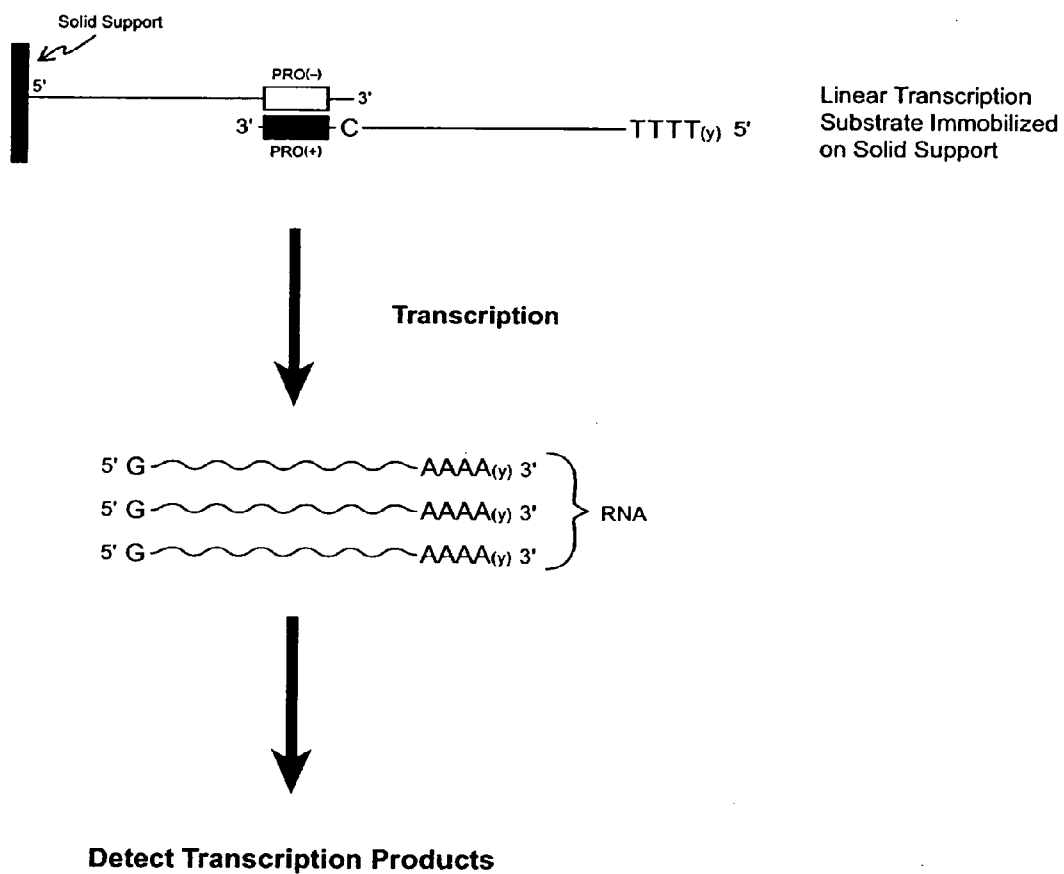 Solid Support
5'
PRO(–)
3'
Linear Transcription
Substrate Immobilized
on Solid Support
3'
C
TTTT(y) 5'
PRO(+)
Transcription
5' G AAAA(y) 3'
5' G AAAA(y) 3'
RNA
5' G AAAA(y) 3'
Detect Transcription Products